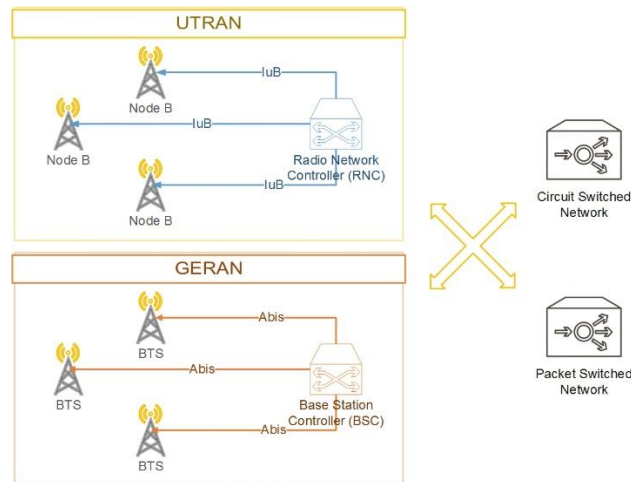 UTRAN
IuB
Node B
IuB
Node B
Radio Network
Controller (RNC)
IuB
Node B
Circuit Switched
Network
GERAN
Abis
BTS
Abis
BTS
Base Station
Controller (BSC)
Abis
BTS
Packet Switched
Network